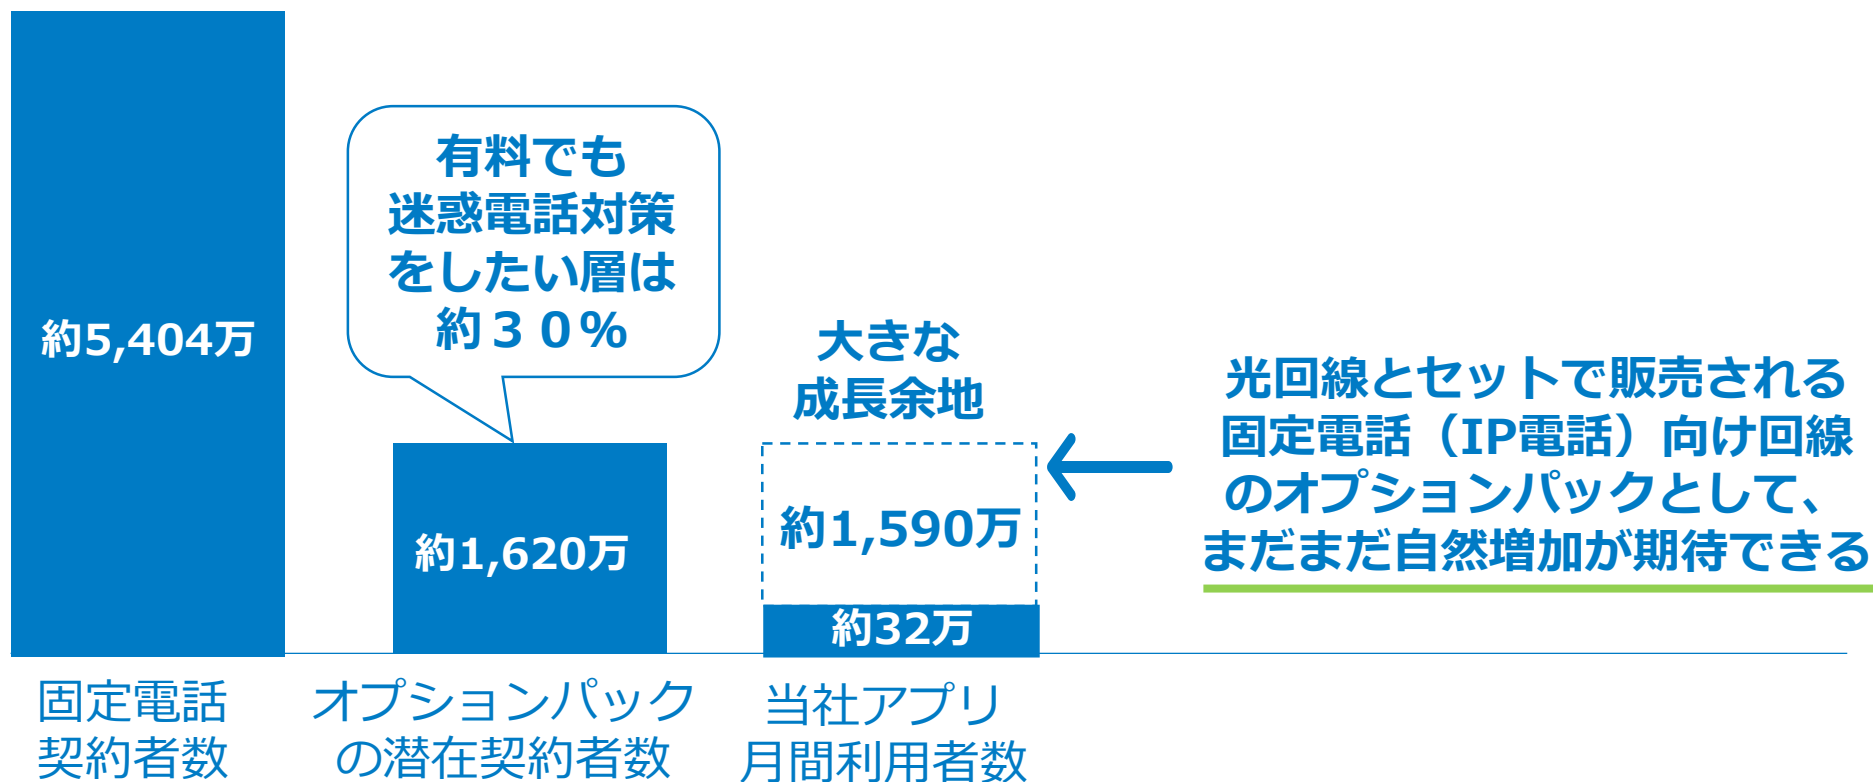 約5,404万
有料でも
迷惑電話対策
をしたい層は
約３０%
約1,620万
大きな
成長余地
約1,590万
約32万
光回線とセットで販売される
固定電話（IP電話）向け回線
のオプションパックとして、
まだまだ自然増加が期待できる
固定電話
契約者数
オプションパック
の潜在契約者数
当社アプリ
月間利用者数